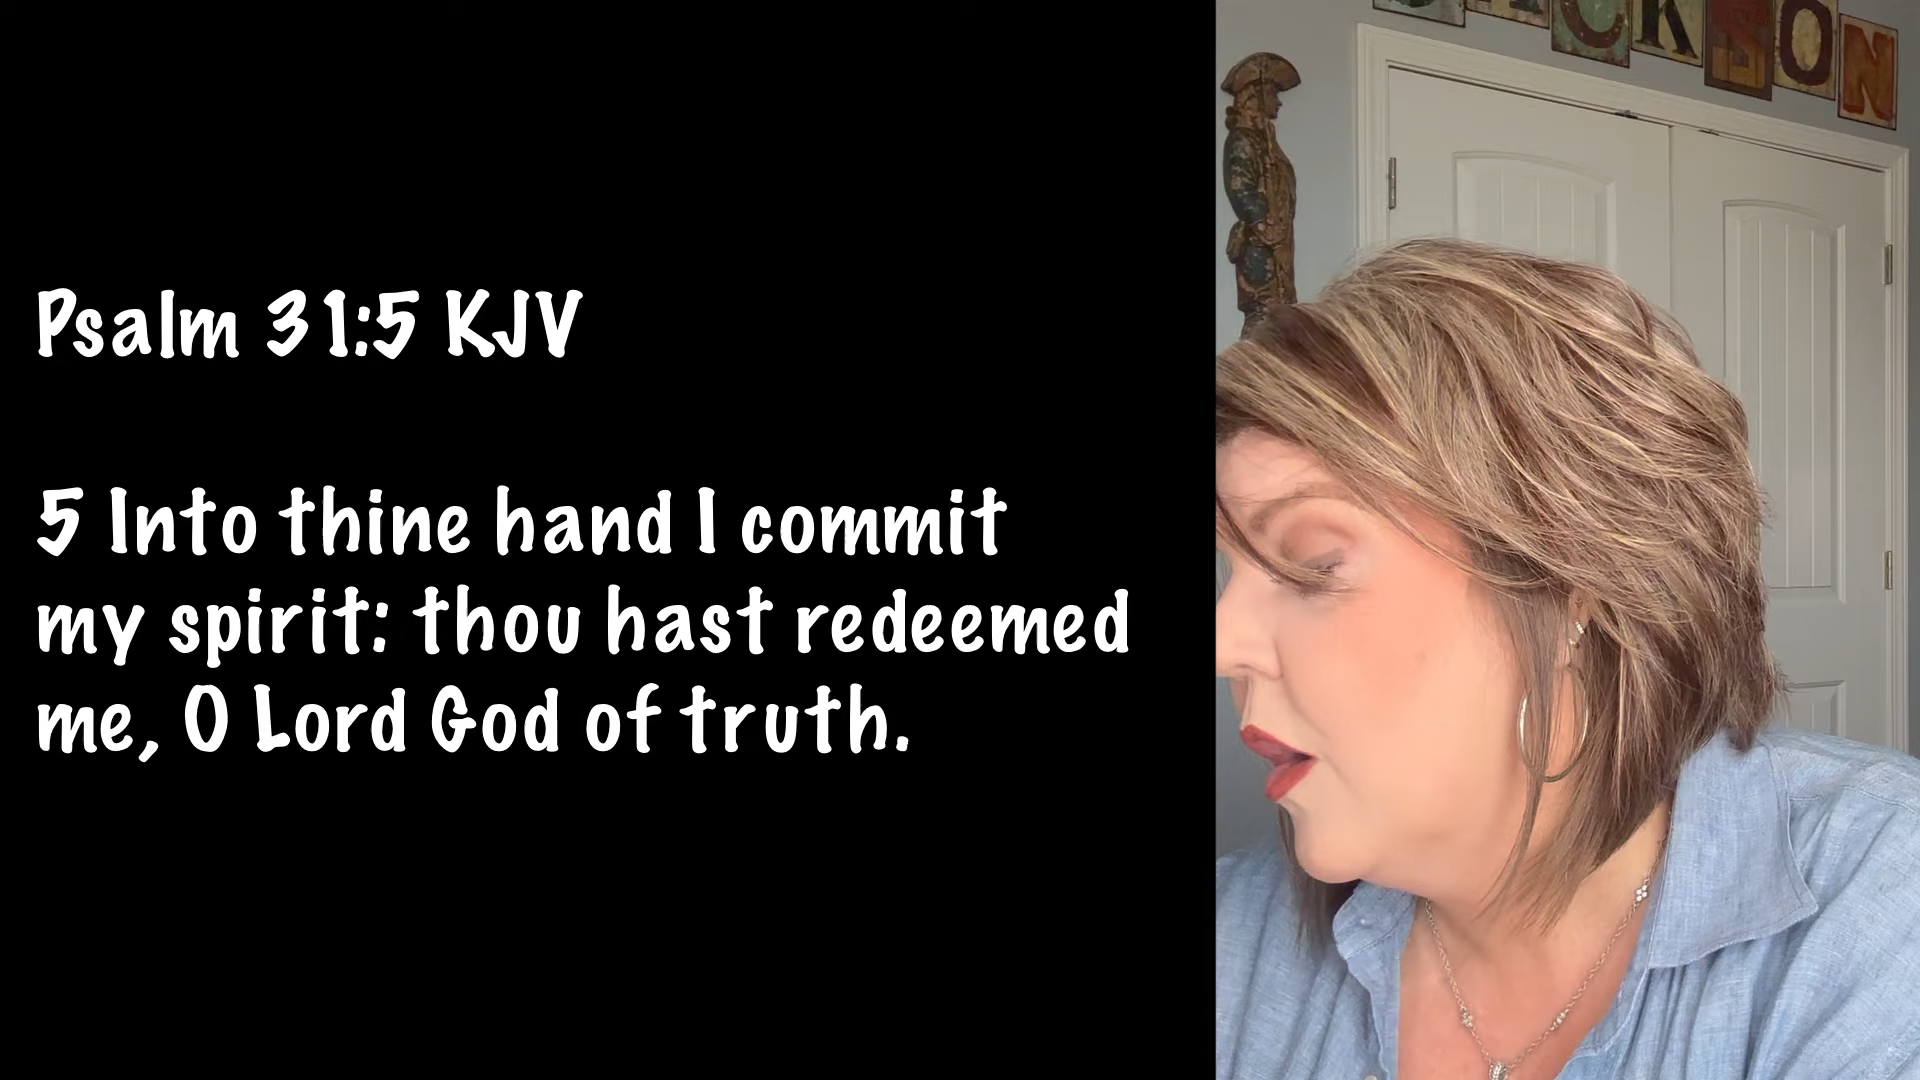 CKSON
Psalm 31:5 KJV
5 Into thine hand I commit
my spirit: thou hast redeemed
me, O Lord God of truth.